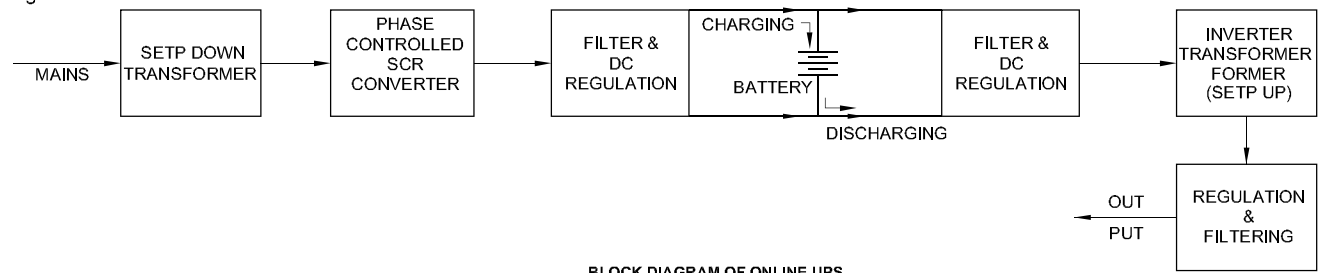 MAINS
SETP DOWN
TRANSFORMER
PHASE
CONTROLLED
SCR
CONVERTER
FILTER &
DC
REGULATION
CHARGING
BATTERY
DISCHARGING
FILTER &
DC
REGULATION
INVERTER
TRANSFORMER
FORMER
(SETP UP)
REGULATION
&
FILTERING
OUT
PUT
BLOCK DIAGRAM OF ONLINE UPS